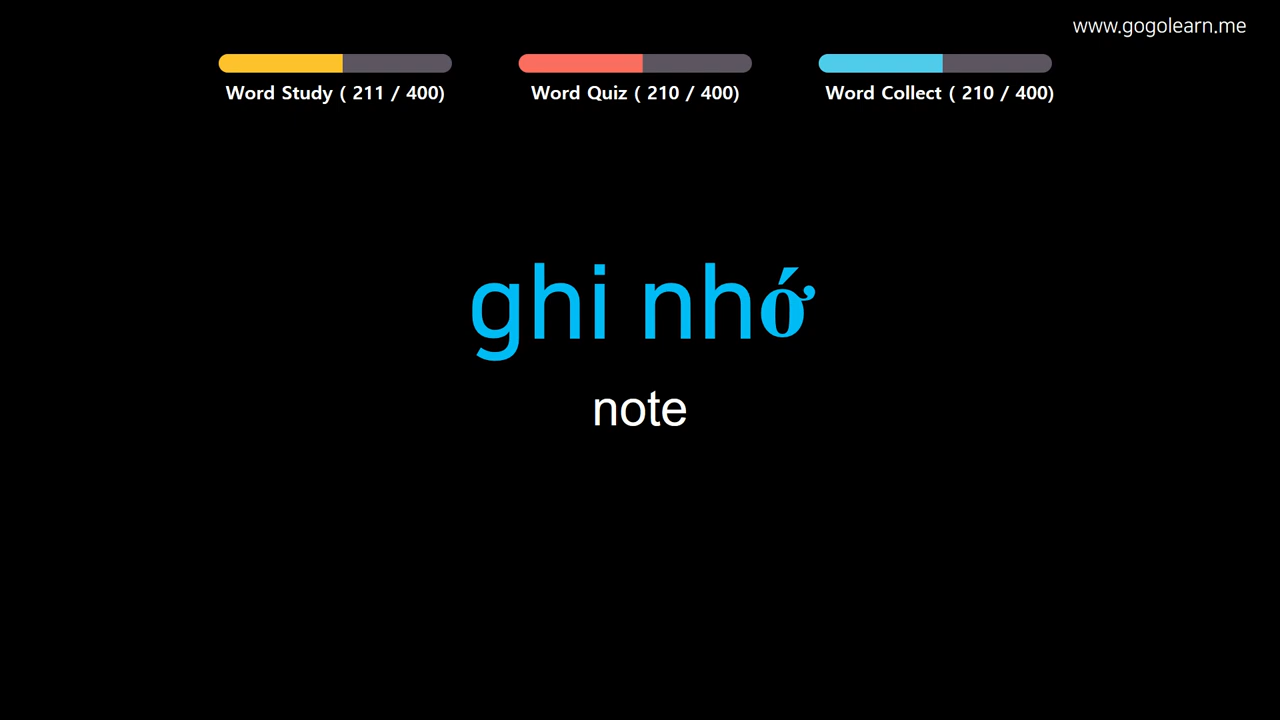 www.gogolearn.me
Word Study ( 211 / 400)
Word Quiz ( 210 / 400)
Word Collect ( 210 / 400)
ghi nhớ
note